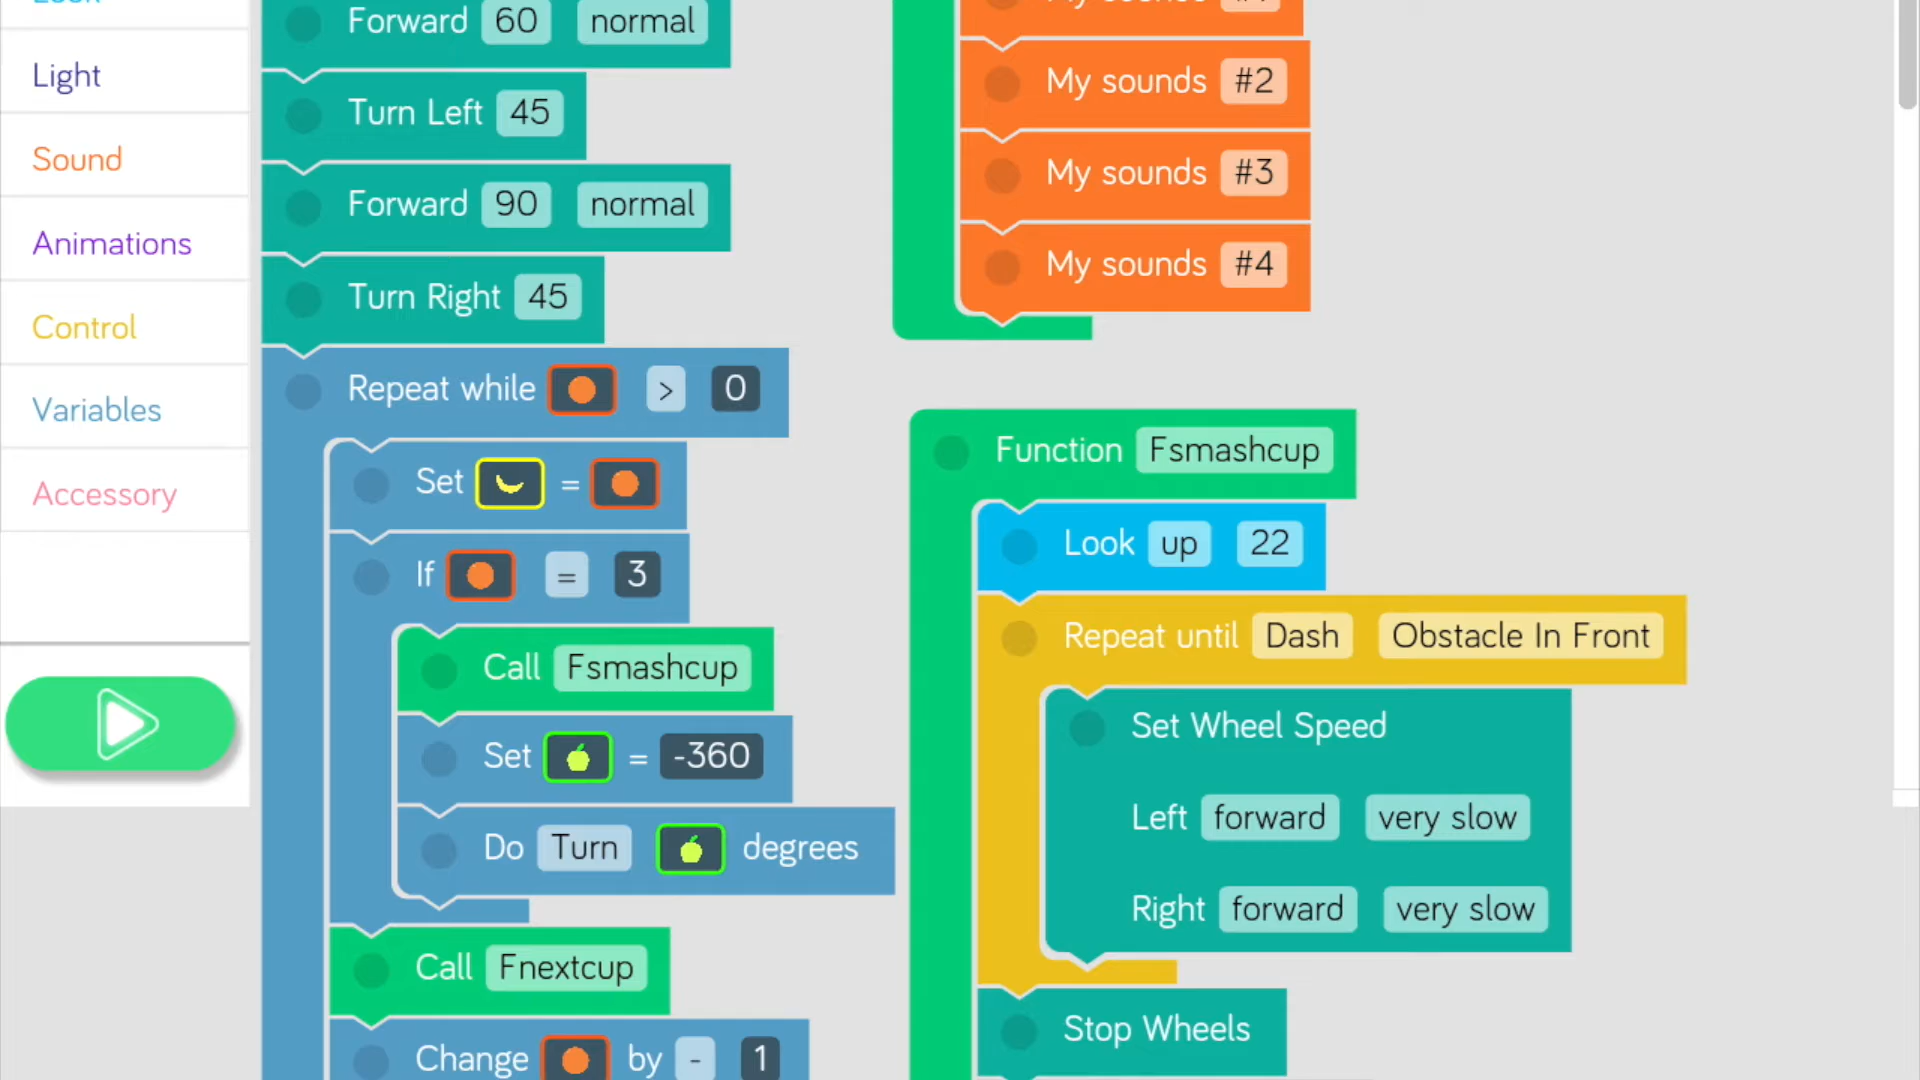 Look
Light
Sound
Animations
Control
Variables
Accessory
Forward 60 normal
Turn Left 45
Forward 90 normal
Turn Right 45
Repeat while > 0
Set =
If = 3
Call Fsmashcup
Set = -360
Do Turn degrees
Call Fnextcup
Change by - 1
My sounds
My sounds #2
My sounds #3
My sounds #4
Function Fsmashcup
Look up 22
Repeat until Dash Obstacle In Front
Set Wheel Speed
Left forward very slow
Right forward very slow
Stop Wheels